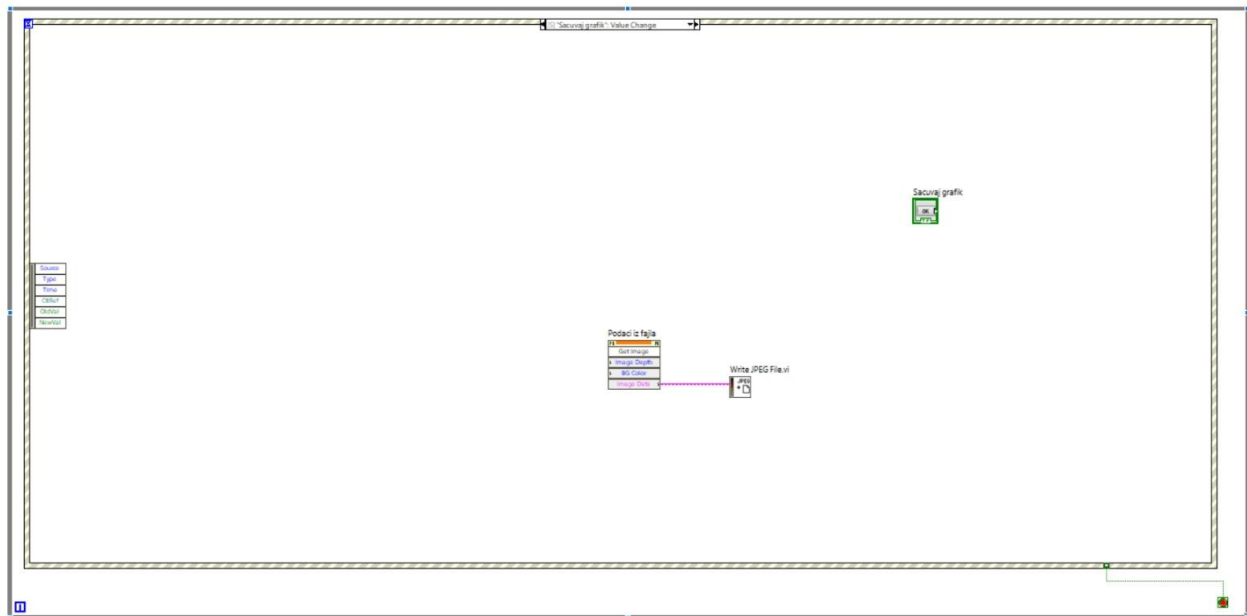 "Sacuvaj grafik": Value Change
Sacuvaj grafik
OK
TF
Source
Type
Time
CtlRef
OldVal
NewVal
Podaci iz fajla
Get Image
Image Depth
BG Color
Image Data
Write JPEG File.vi
JPEG
i